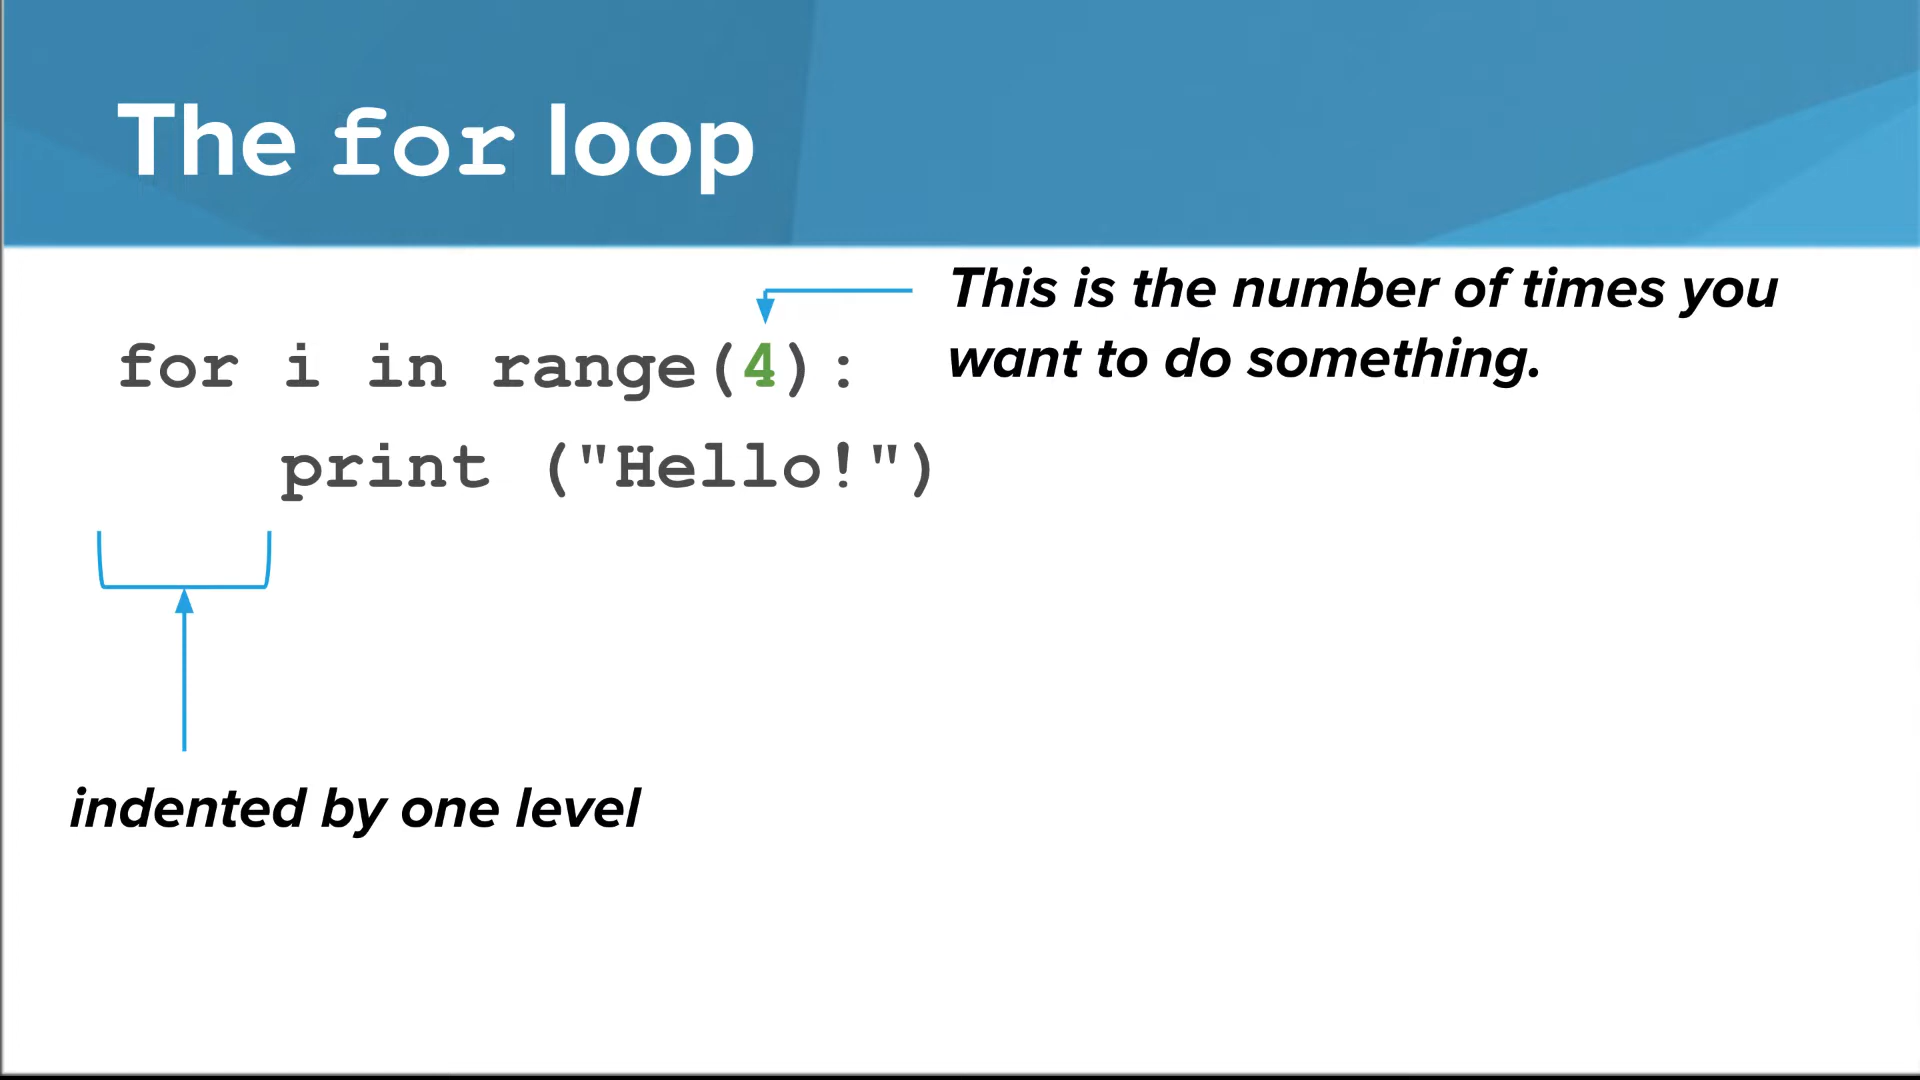 The for loop
This is the number of times you
want to do something.
for i in range(4):
print ("Hello!")
indented by one level